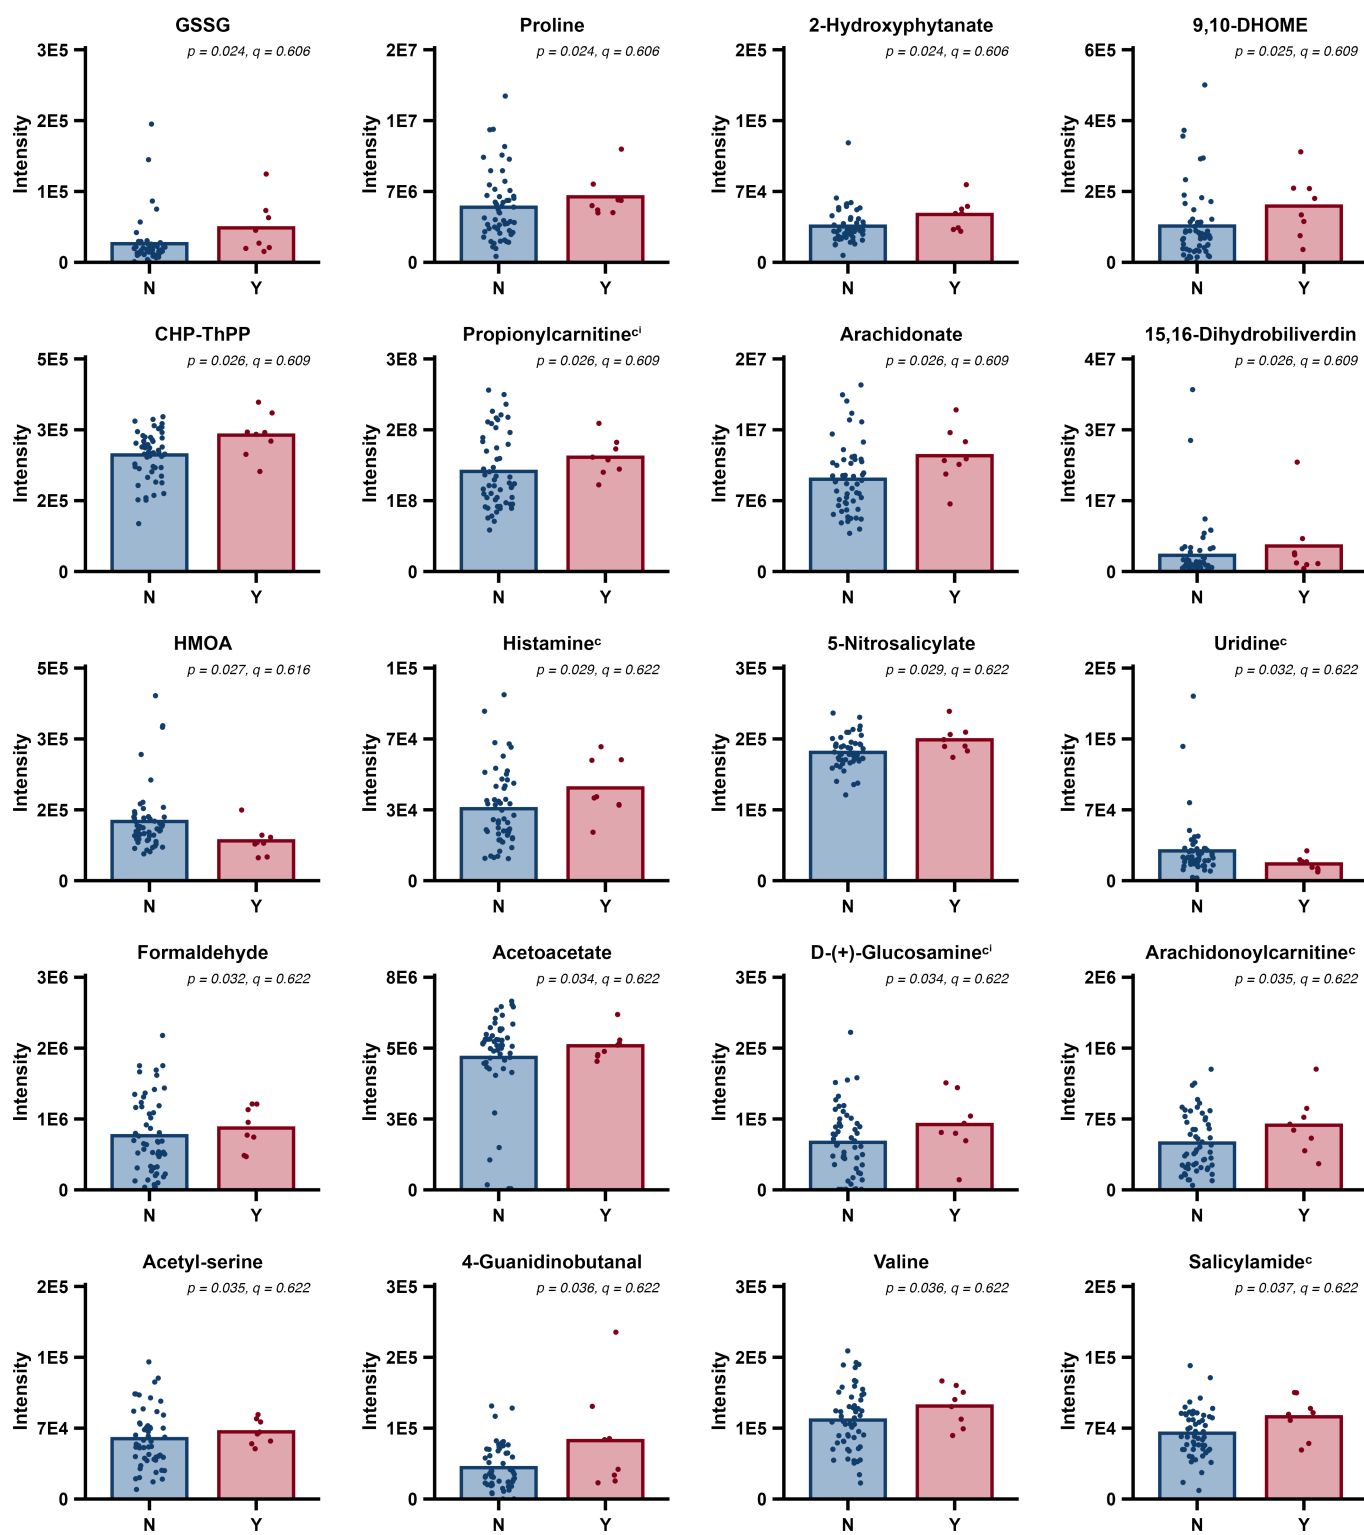 GSSG
p = 0.024, q = 0.606
3E5
2E5
1E5
0
Intensity
N Y
Proline
p = 0.024, q = 0.606
2E7
1E7
7E6
0
Intensity
N Y
2-Hydroxyphytanate
p = 0.024, q = 0.606
2E5
1E5
7E4
0
Intensity
N Y
9,10-DHOME
p = 0.025, q = 0.609
6E5
4E5
2E5
0
Intensity
N Y
CHP-ThPP
p = 0.026, q = 0.609
5E5
3E5
2E5
0
Intensity
N Y
Propionylcarnitineᶜⁱ
p = 0.026, q = 0.609
3E8
2E8
1E8
0
Intensity
N Y
Arachidonate
p = 0.026, q = 0.609
2E7
1E7
7E6
0
Intensity
N Y
15,16-Dihydrobiliverdin
p = 0.026, q = 0.609
4E7
3E7
1E7
0
Intensity
N Y
HMOA
p = 0.027, q = 0.616
5E5
3E5
2E5
0
Intensity
N Y
Histamineᶜ
p = 0.029, q = 0.622
1E5
7E4
3E4
0
Intensity
N Y
5-Nitrosalicylate
p = 0.029, q = 0.622
3E5
2E5
1E5
0
Intensity
N Y
Uridineᶜ
p = 0.032, q = 0.622
2E5
1E5
7E4
0
Intensity
N Y
Formaldehyde
p = 0.032, q = 0.622
3E6
2E6
1E6
0
Intensity
N Y
Acetoacetate
p = 0.034, q = 0.622
8E6
5E6
3E6
0
Intensity
N Y
D-(+)-Glucosamineᶜⁱ
p = 0.034, q = 0.622
3E5
2E5
1E5
0
Intensity
N Y
Arachidonoylcarnitineᶜ
p = 0.035, q = 0.622
2E6
1E6
7E5
0
Intensity
N Y
Acetyl-serine
p = 0.035, q = 0.622
2E5
1E5
7E4
0
Intensity
N Y
4-Guanidinobutanal
p = 0.036, q = 0.622
3E5
2E5
1E5
0
Intensity
N Y
Valine
p = 0.036, q = 0.622
3E5
2E5
1E5
0
Intensity
N Y
Salicylamideᶜ
p = 0.037, q = 0.622
2E5
1E5
7E4
0
Intensity
N Y